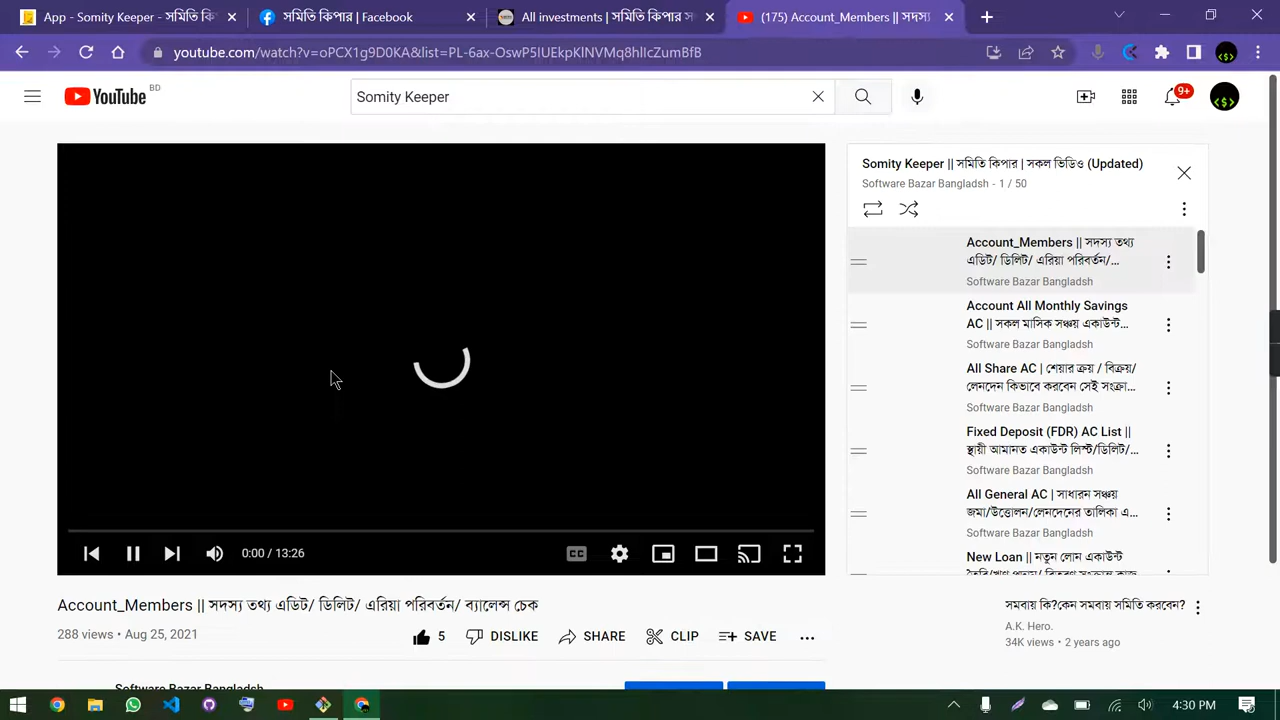 App - Somity Keeper - সমিতি কি
সমিতি কিপার | Facebook
All investments | সমিতি কিপার স
(175) Account_Members || সদস্য
youtube.com/watch?v=oPCX1g9D0KA&list=PL-6ax-OswP5IUEkpKlNVMq8hlIcZumBfB
YouTube BD
Somity Keeper
9+
Somity Keeper || সমিতি কিপার | সকল ভিডিও (Updated)
Software Bazar Bangladsh - 1 / 50
Account_Members || সদস্য তথ্য
এডিট/ ডিলিট/ এরিয়া পরিবর্তন/...
Software Bazar Bangladsh
Account All Monthly Savings
AC || সকল মাসিক সঞ্চয় একাউন্ট...
Software Bazar Bangladsh
All Share AC | শেয়ার ক্রয় / বিক্রয়/
লেনদেন কিভাবে করবেন সেই সংক্রা...
Software Bazar Bangladsh
Fixed Deposit (FDR) AC List ||
স্থায়ী আমানত একাউন্ট লিস্ট/ডিলিট/...
Software Bazar Bangladsh
All General AC | সাধারন সঞ্চয়
জমা/উত্তোলন/লেনদেনের তালিকা এ...
Software Bazar Bangladsh
New Loan || নতুন লোন একাউন্ট
0:00 / 13:26
CC
Account_Members || সদস্য তথ্য এডিট/ ডিলিট/ এরিয়া পরিবর্তন/ ব্যালেন্স চেক
288 views • Aug 25, 2021
5 DISLIKE SHARE CLIP SAVE
সমবায় কি?কেন সমবায় সমিতি করবেন?
A.K. Hero.
34K views • 2 years ago
Software Bazar Bangladsh
4:30 PM